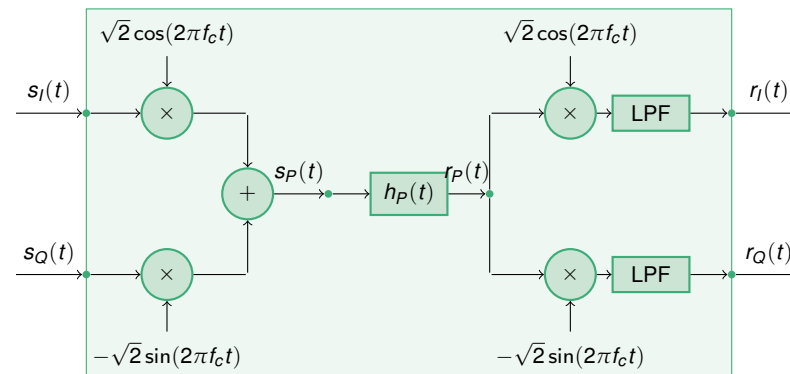 √2 cos(2πf_c t) √2 cos(2πf_c t)
s_I(t) × × LPF r_I(t)
s_P(t) r_P(t)
+ h_P(t)
s_Q(t) × × LPF r_Q(t)
−√2 sin(2πf_c t) −√2 sin(2πf_c t)